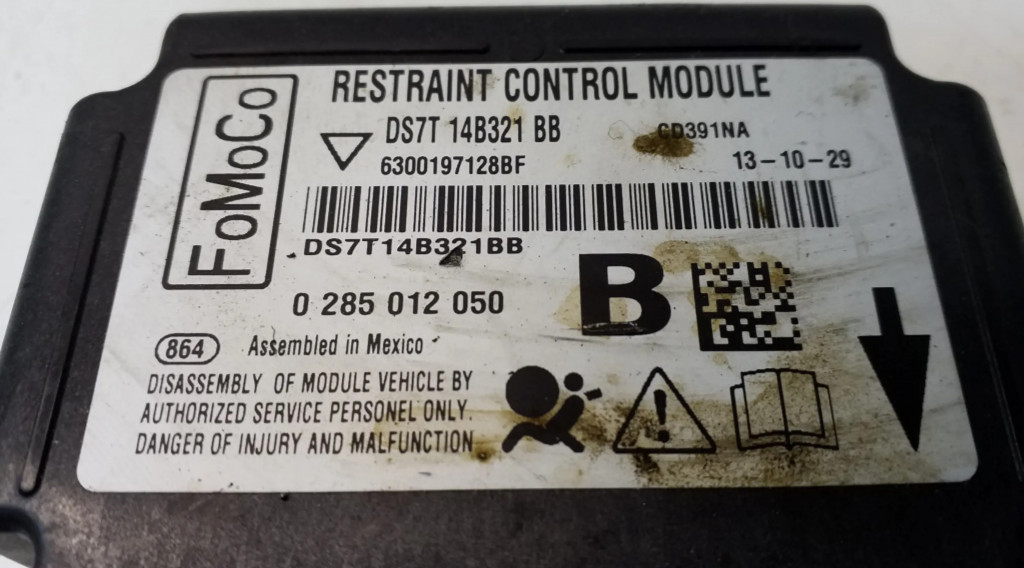 FoMoCo
RESTRAINT CONTROL MODULE
DS7T 14B321 BB
CD391NA
6300197128BF
13-10-29
DS7T14B321BB
0 285 012 050
B
864
Assembled in Mexico
DISASSEMBLY OF MODULE VEHICLE BY
AUTHORIZED SERVICE PERSONEL ONLY.
DANGER OF INJURY AND MALFUNCTION